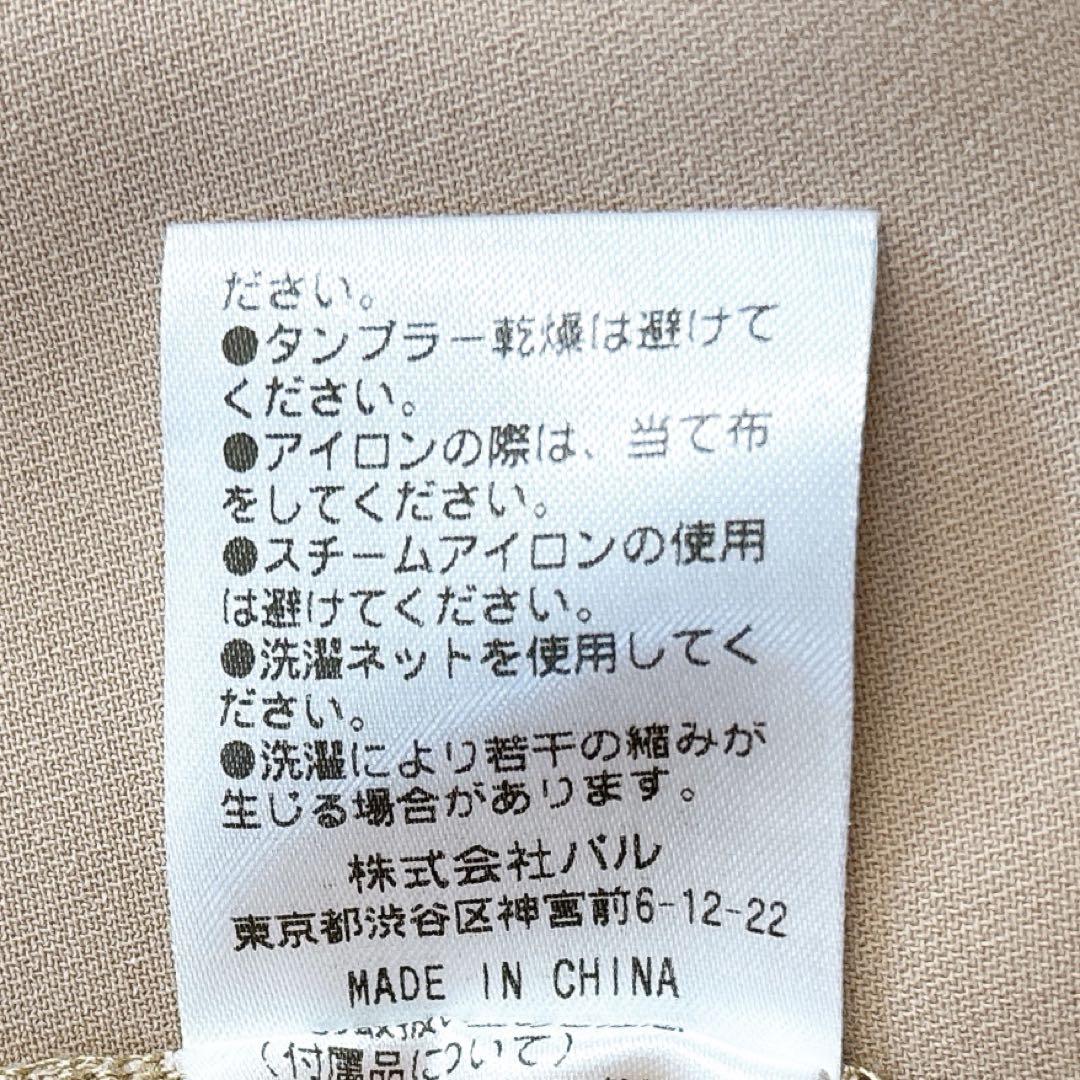 ださい。
●タンブラー乾燥は避けて
ください。
●アイロンの際は、当て布
をしてください。
●スチームアイロンの使用
は避けてください。
●洗濯ネットを使用してく
ださい。
●洗濯により若干の縮みが
生じる場合があります。
株式会社パル
東京都渋谷区神宮前6-12-22
MADE IN CHINA
(付属品について)